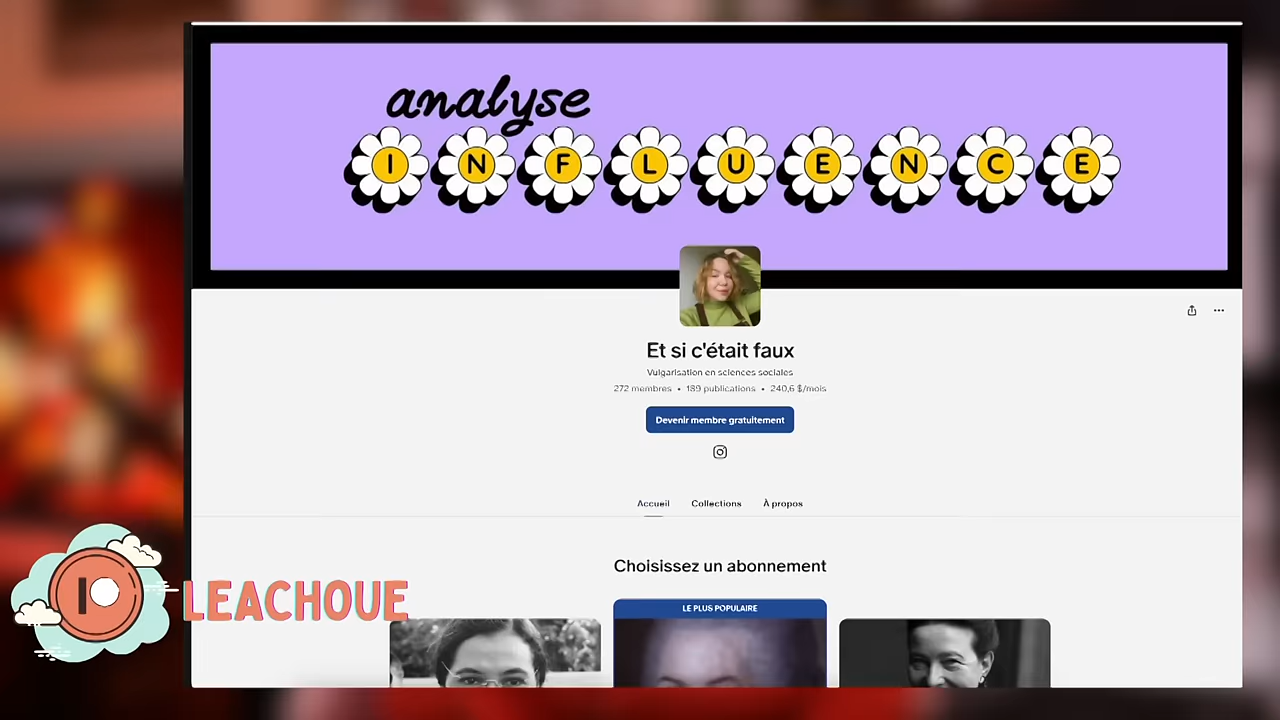 analyse
INFLUENCE
Et si c'était faux
Vulgarisation en sciences sociales
272 membres • 189 publications • 240,6 $/mois
Devenir membre gratuitement
Accueil Collections À propos
Choisissez un abonnement
LE PLUS POPULAIRE
LEACHOUE